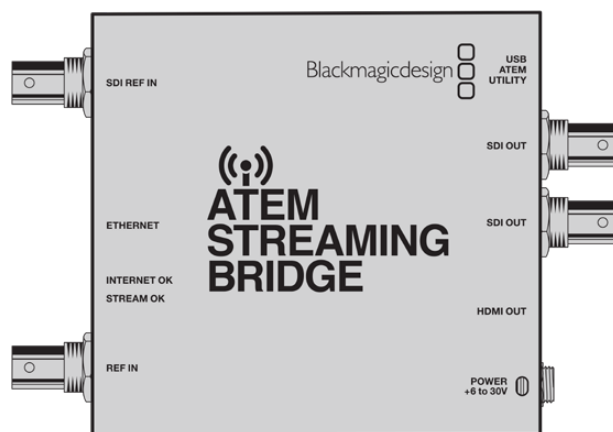 SDI REF IN
ETHERNET
INTERNET OK
STREAM OK
REF IN
Blackmagicdesign
ATEM
STREAMING
BRIDGE
USB
ATEM
UTILITY
SDI OUT
SDI OUT
HDMI OUT
POWER
+6 to 30V